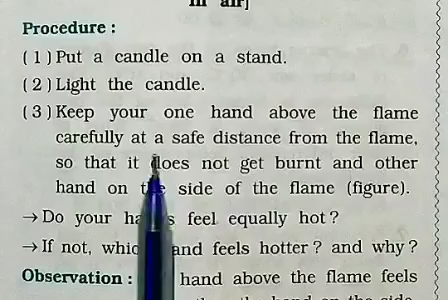 in air]
Procedure :
( 1 ) Put a candle on a stand.
( 2 ) Light the candle.
( 3 ) Keep your one hand above the flame
carefully at a safe distance from the flame,
so that it does not get burnt and other
hand on the side of the flame (figure).
→ Do your hands feel equally hot ?
→ If not, which hand feels hotter ? and why ?
Observation : hand above the flame feels